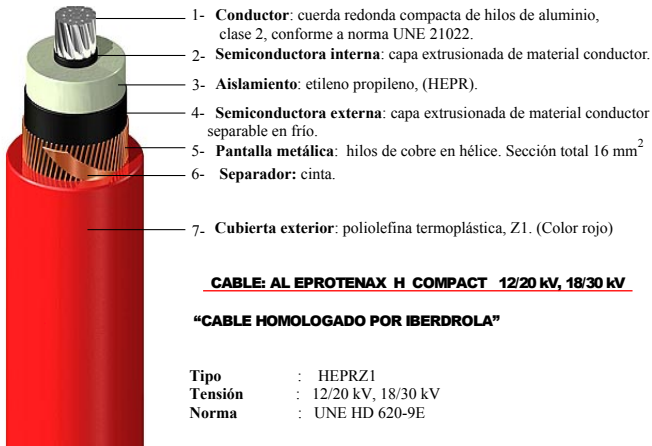 1- Conductor: cuerda redonda compacta de hilos de aluminio,
clase 2, conforme a norma UNE 21022.
2- Semiconductora interna: capa extrusionada de material conductor.
3- Aislamiento: etileno propileno, (HEPR).
4- Semiconductora externa: capa extrusionada de material conductor
separable en frío.
5- Pantalla metálica: hilos de cobre en hélice. Sección total 16 mm²
6- Separador: cinta.
7- Cubierta exterior: poliolefina termoplástica, Z1. (Color rojo)
CABLE: AL EPROTENAX H COMPACT 12/20 kV, 18/30 kV
“CABLE HOMOLOGADO POR IBERDROLA”
Tipo : HEPRZ1
Tensión : 12/20 kV, 18/30 kV
Norma : UNE HD 620-9E